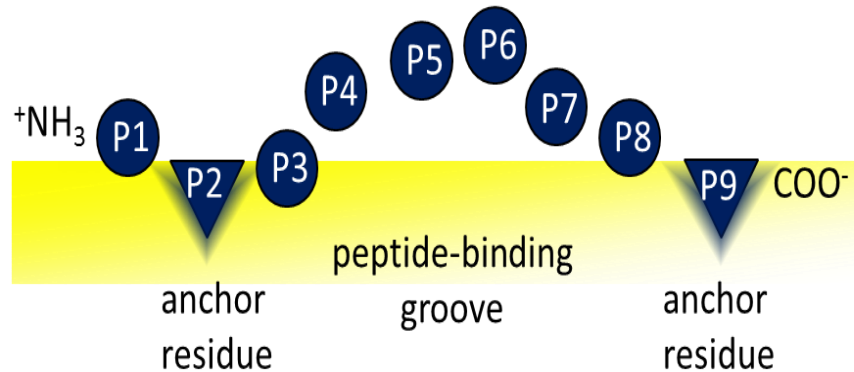 ⁺NH₃
P1
P2
P3
P4
P5
P6
P7
P8
P9
COO⁻
peptide-binding
groove
anchor
residue
anchor
residue